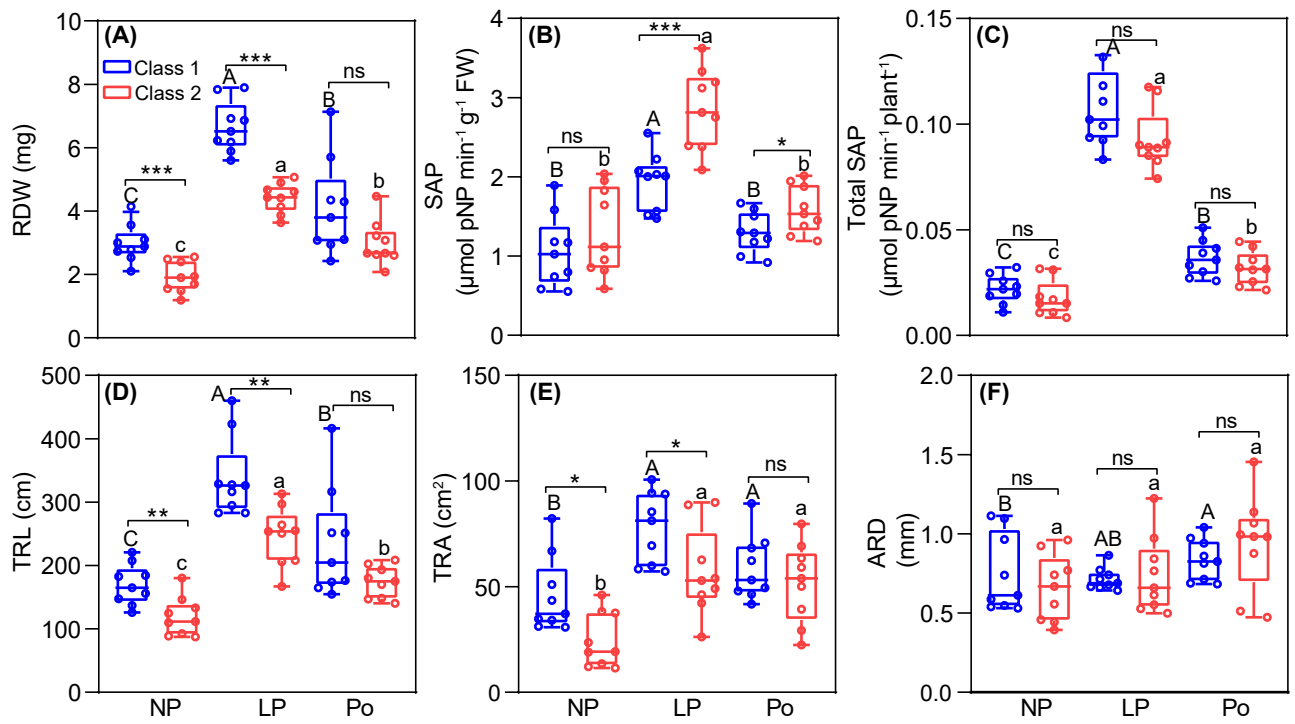 (A)
RDW (mg)
10
8
6
4
2
0
Class 1
Class 2
C
***
c
A
***
a
B
ns
b
(B)
SAP
(µmol pNP min⁻¹ g⁻¹ FW)
4
3
2
1
0
B
ns
b
A
***
a
B
*
b
(C)
Total SAP
(µmol pNP min⁻¹ plant⁻¹)
0.15
0.10
0.05
0.00
C
ns
c
A
ns
a
B
ns
b
(D)
TRL (cm)
500
400
300
200
100
0
C
**
c
A
**
a
B
ns
b
NP LP Po
(E)
TRA (cm²)
150
100
50
0
B
*
b
A
*
a
A
ns
a
NP LP Po
(F)
ARD
(mm)
2.0
1.5
1.0
0.5
0.0
B
ns
a
AB
ns
a
A
ns
a
NP LP Po